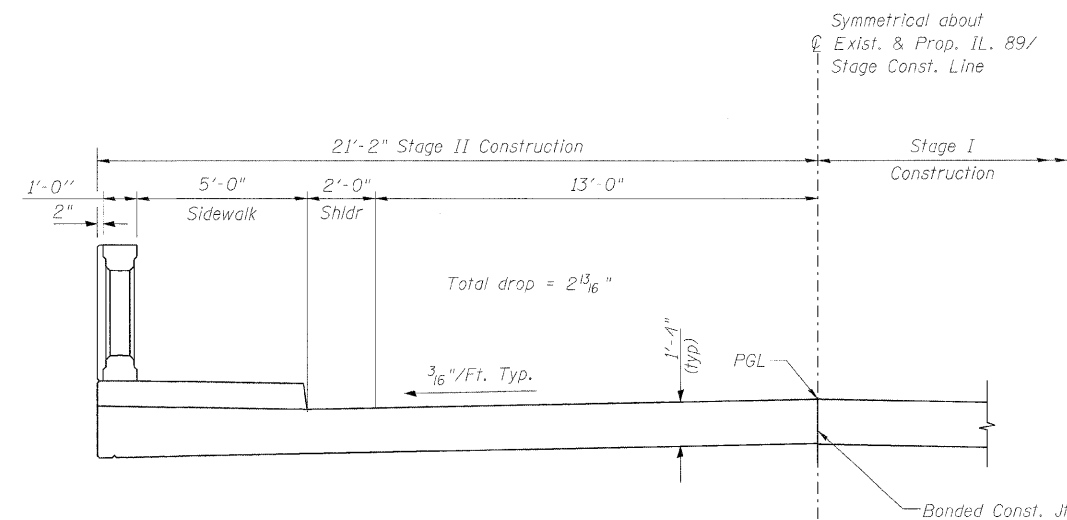 Symmetrical about
℄ Exist. & Prop. IL. 89/
Stage Const. Line
21'-2" Stage II Construction
Stage I
Construction
1'-0''
5'-0"
2'-0"
13'-0"
2"
Sidewalk
Shldr
Total drop = 2 13/16 "
1'-4"
(typ)
PGL
3/16 "/Ft. Typ.
Bonded Const. Jt